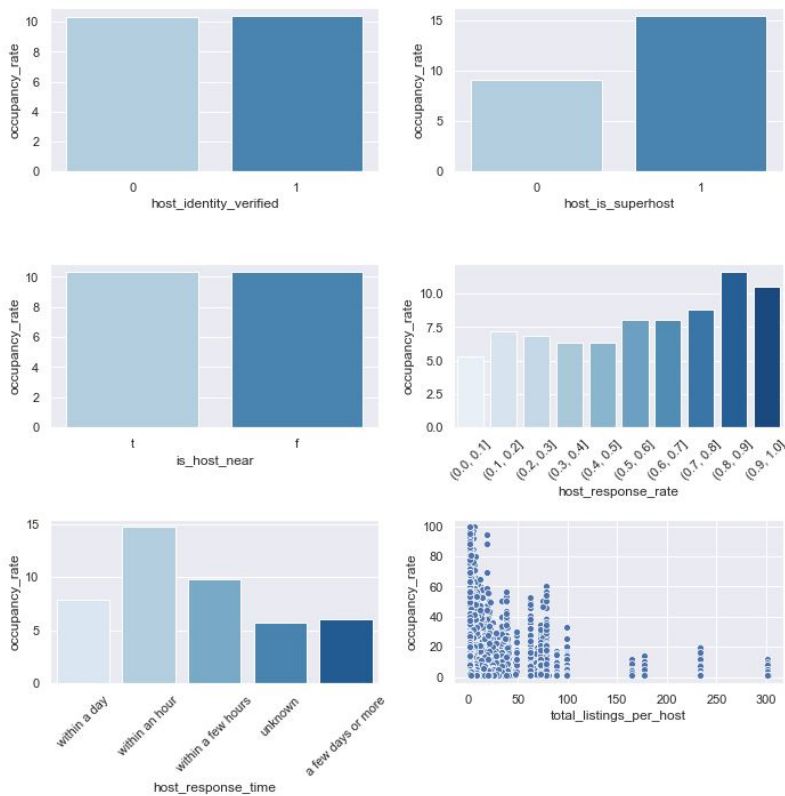 occupancy_rate
10
8
6
4
2
0
0 1
host_identity_verified
occupancy_rate
15
10
5
0
0 1
host_is_superhost
occupancy_rate
10
8
6
4
2
0
t f
is_host_near
occupancy_rate
10.0
7.5
5.0
2.5
0.0
(0.0, 0.1] (0.1, 0.2] (0.2, 0.3] (0.3, 0.4] (0.4, 0.5] (0.5, 0.6] (0.6, 0.7] (0.7, 0.8] (0.8, 0.9] (0.9, 1.0]
host_response_rate
occupancy_rate
15
10
5
0
within a day within an hour within a few hours unknown a few days or more
host_response_time
occupancy_rate
100
80
60
40
20
0
0 50 100 150 200 250 300
total_listings_per_host